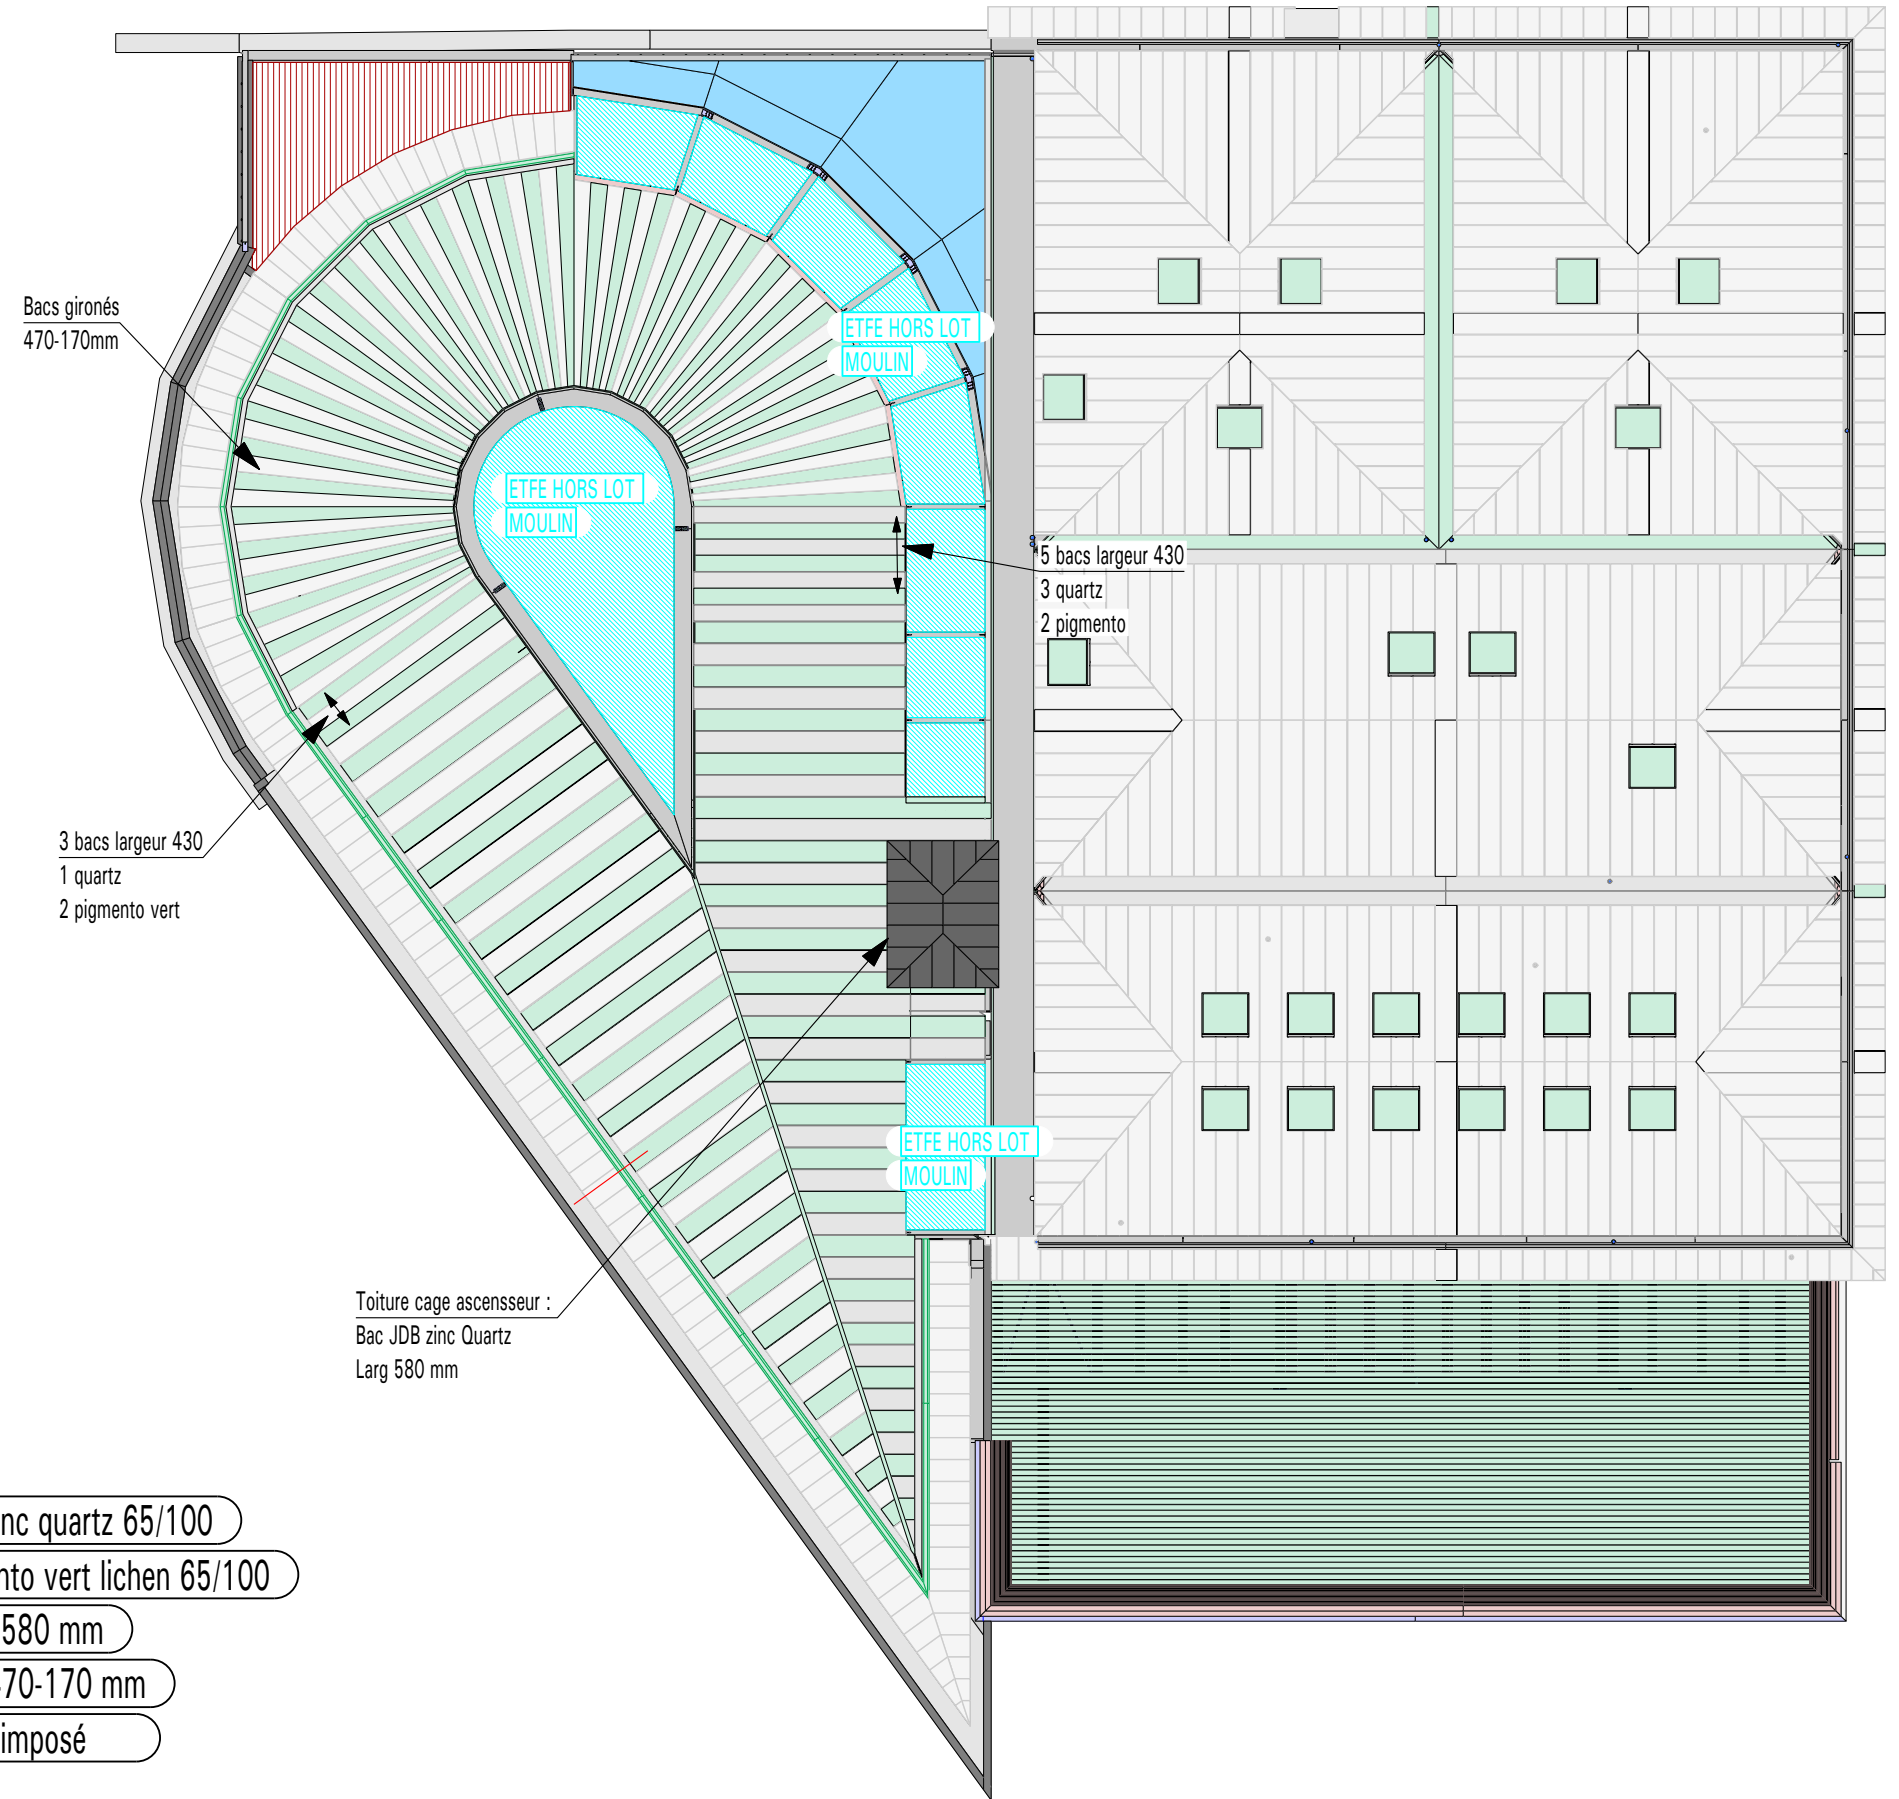 Bacs gironés
470-170mm
ETFE HORS LOT
MOULIN
ETFE HORS LOT
MOULIN
5 bacs largeur 430
3 quartz
2 pigmento
3 bacs largeur 430
1 quartz
2 pigmento vert
ETFE HORS LOT
MOULIN
Toiture cage ascensseur :
Bac JDB zinc Quartz
Larg 580 mm
nc quartz 65/100
nto vert lichen 65/100
580 mm
470-170 mm
imposé